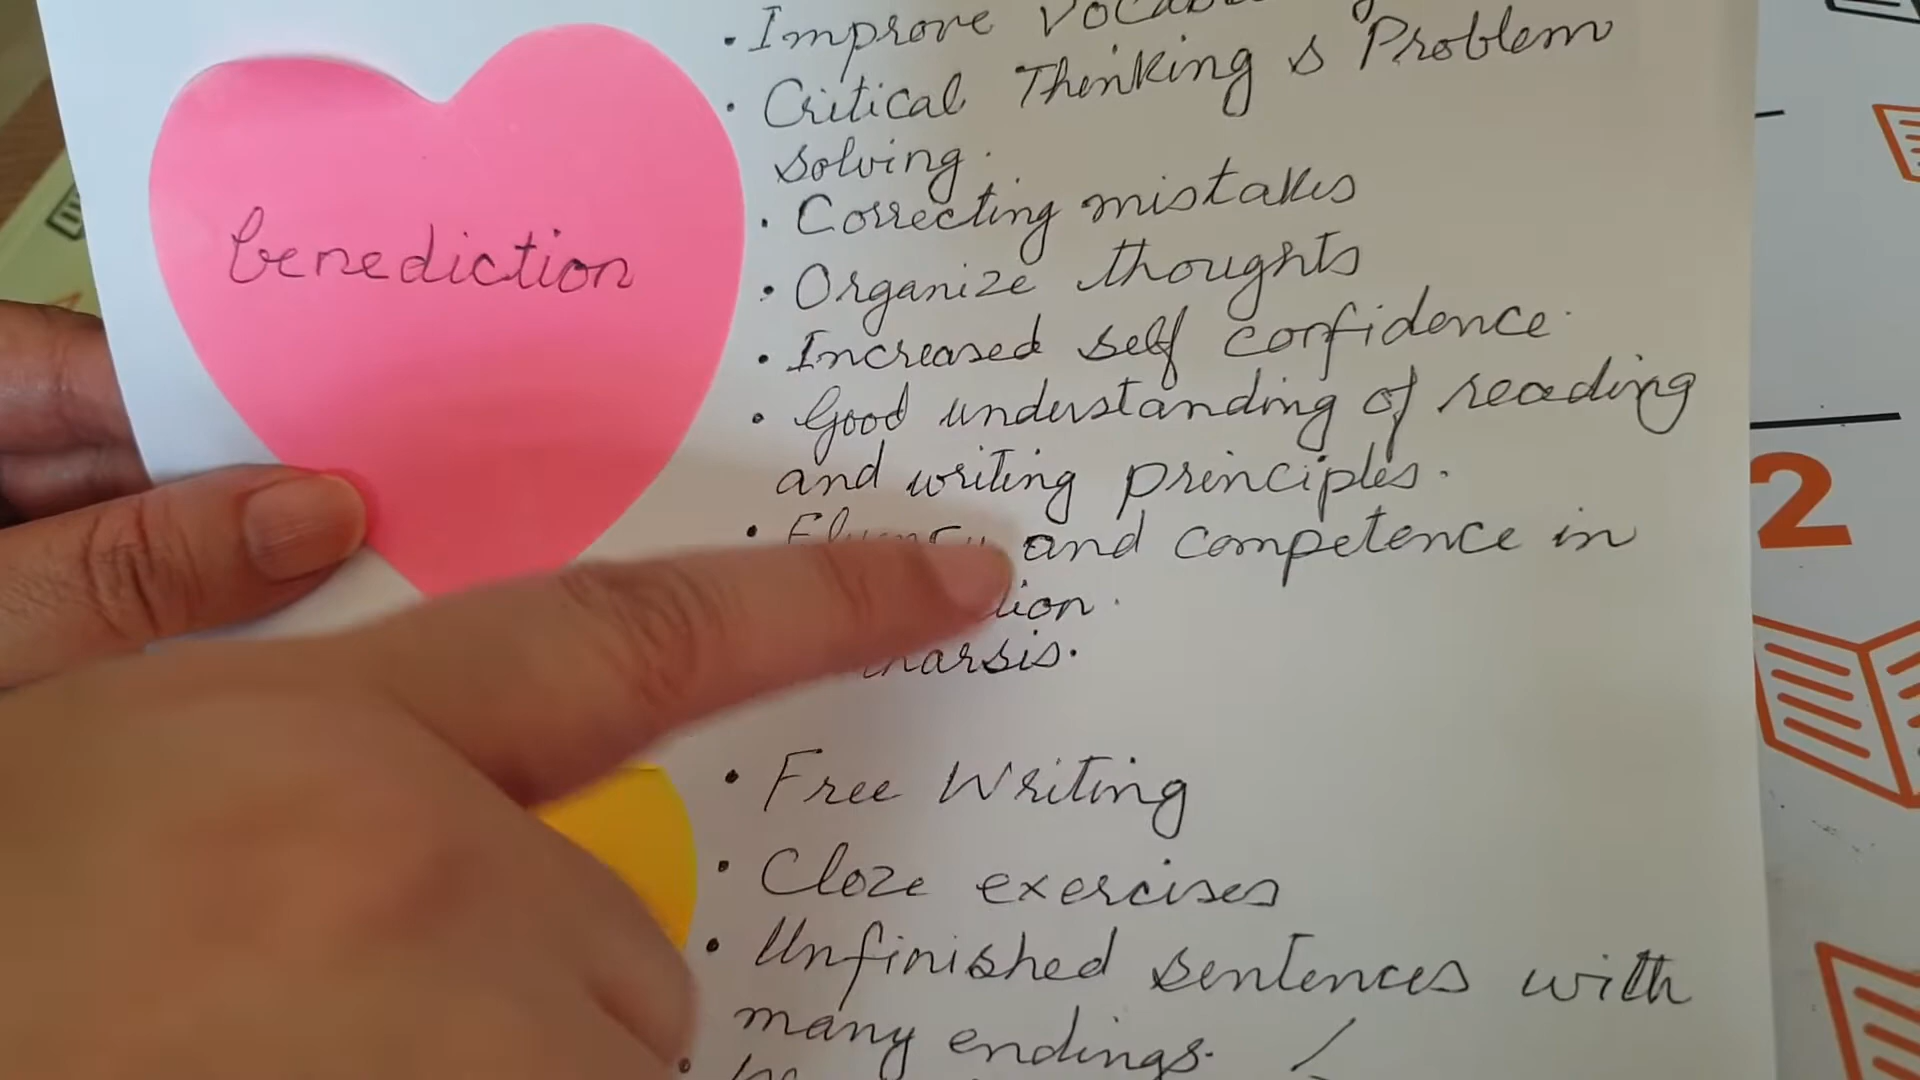 benediction
• Improve
• Critical Thinking & Problem
solving.
• Correcting mistakes
• Organize thoughts
• Increased self confidence.
• Good understanding of reading
and writing principles.
• and competence in
• Free Writing
• Cloze exercises
• Unfinished sentences with
many endings.
2